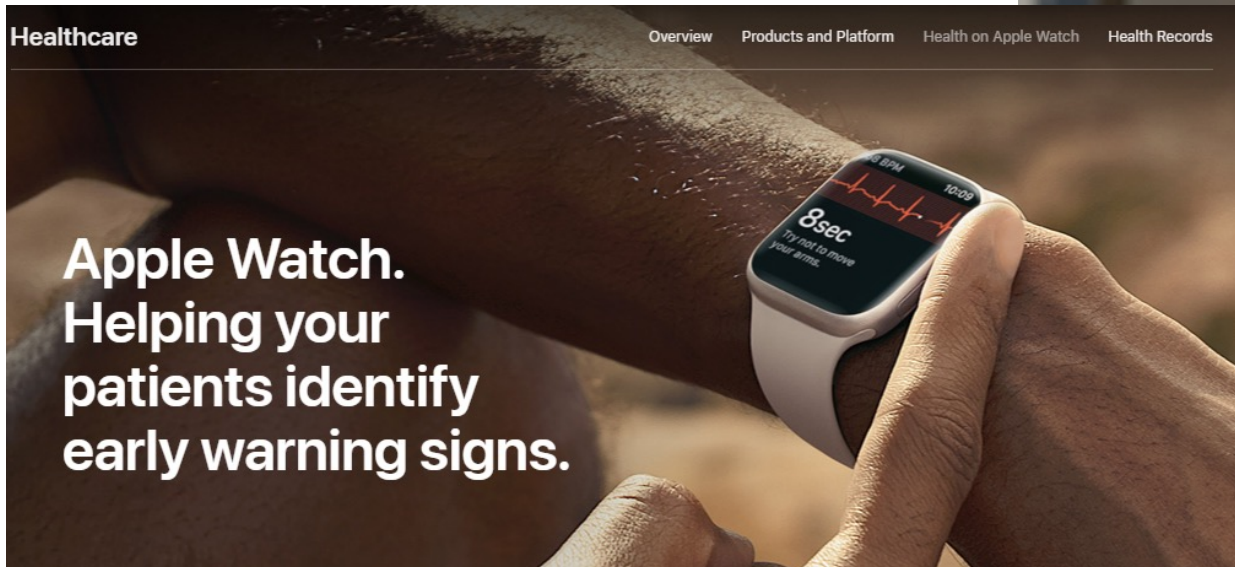 Healthcare
Overview
Products and Platform
Health on Apple Watch
Health Records
BPM
10:09
8sec
Try not to move
your arms.
Apple Watch.
Helping your
patients identify
early warning signs.